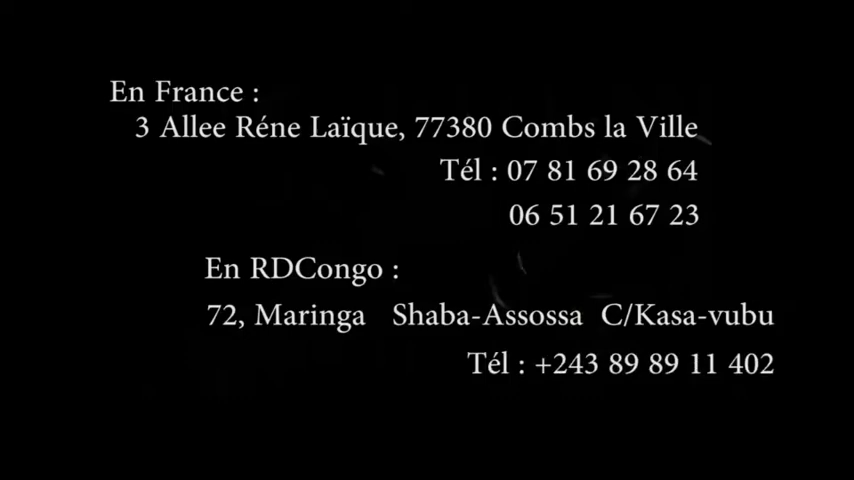 En France :
3 Allee Réne Laïque, 77380 Combs la Ville
Tél : 07 81 69 28 64
06 51 21 67 23
En RDCongo :
72, Maringa Shaba-Assossa C/Kasa-vubu
Tél : +243 89 89 11 402